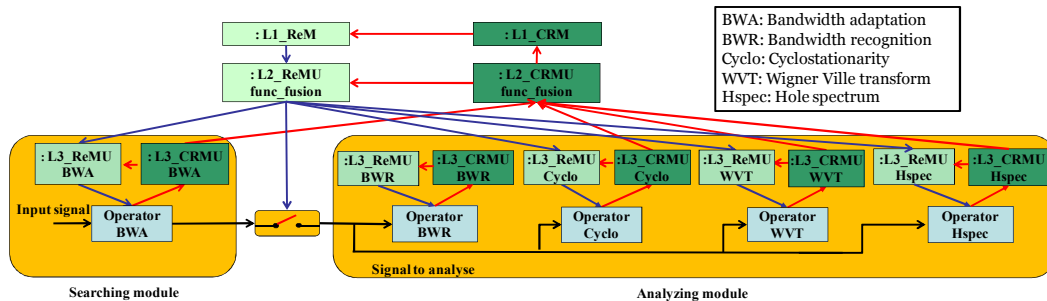 : L1_ReM
: L1_CRM
: L2_ReMU
func_fusion
: L2_CRMU
func_fusion
BWA: Bandwidth adaptation
BWR: Bandwidth recognition
Cyclo: Cyclostationarity
WVT: Wigner Ville transform
Hspec: Hole spectrum
: L3_ReMU
BWA
: L3_CRMU
BWA
Input signal
Operator
BWA
Searching module
:L3_ReMU
BWR
:L3_CRMU
BWR
Operator
BWR
:L3_ReMU
Cyclo
:L3_CRMU
Cyclo
Operator
Cyclo
:L3_ReMU
WVT
:L3_CRMU
WVT
Operator
WVT
:L3_ReMU
Hspec
:L3_CRMU
Hspec
Operator
Hspec
Signal to analyse
Analyzing module